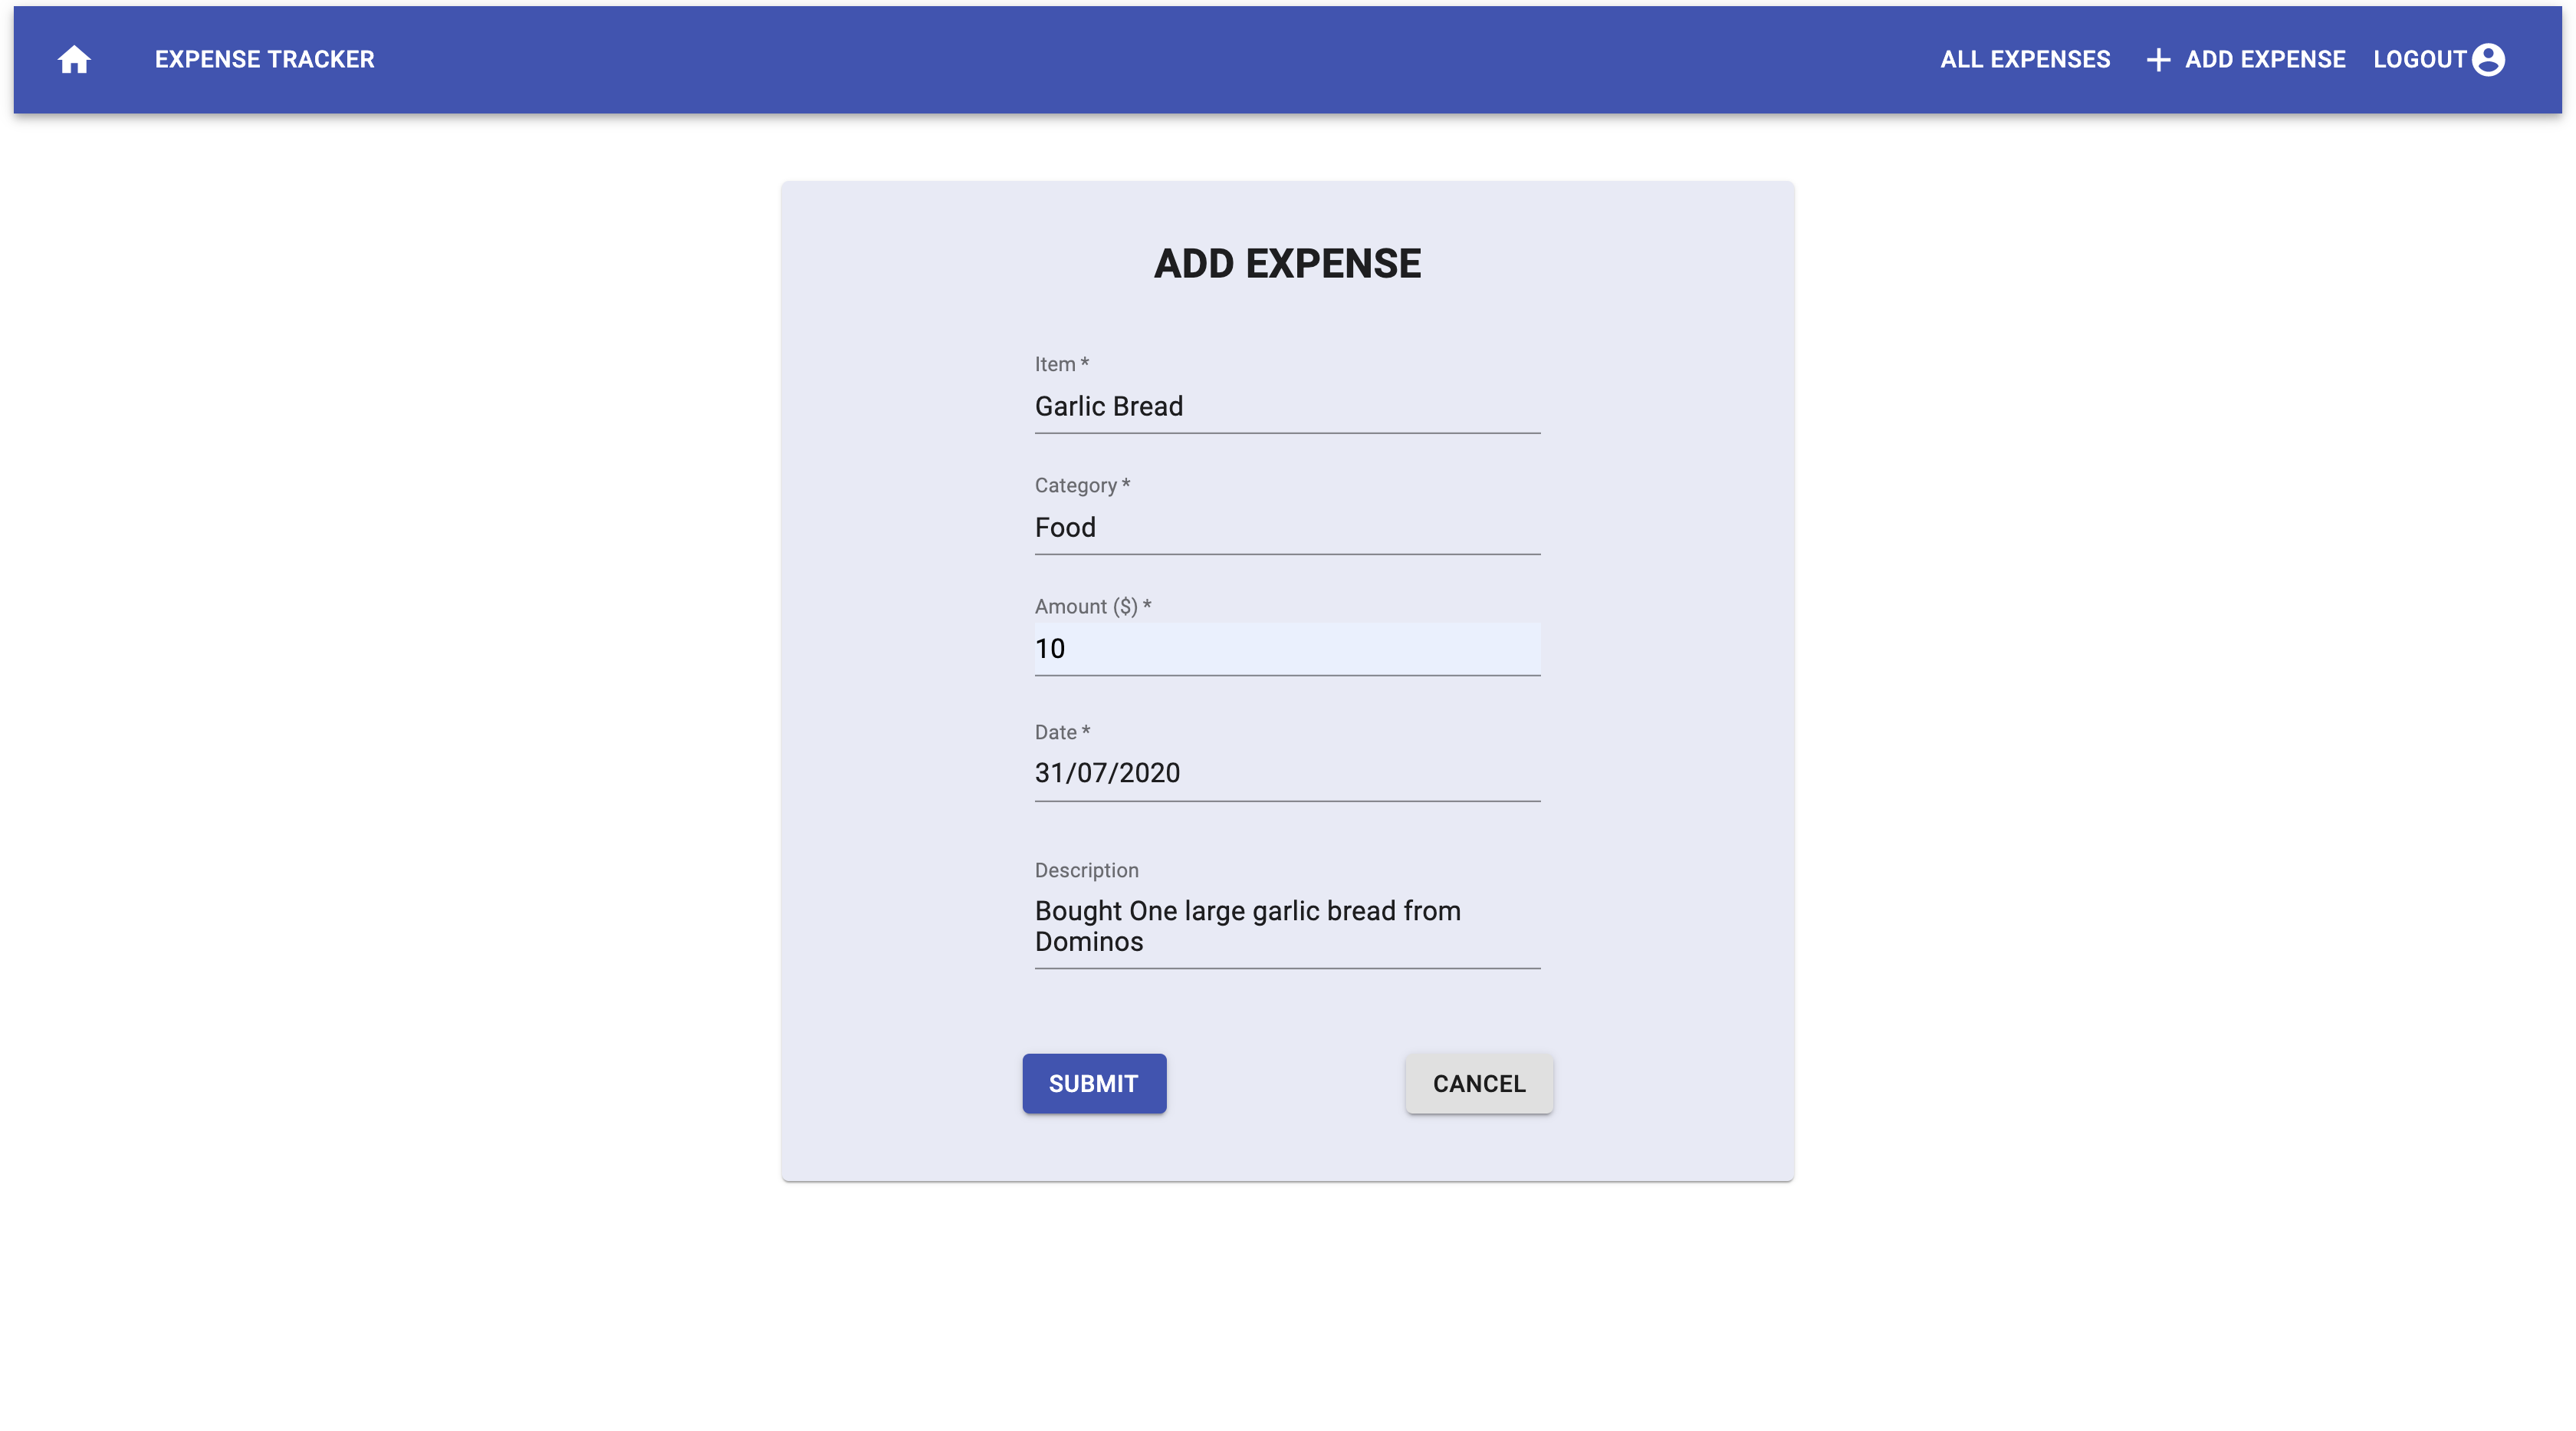 EXPENSE TRACKER
ALL EXPENSES
ADD EXPENSE
LOGOUT
ADD EXPENSE
Item *
Garlic Bread
Category *
Food
Amount ($) *
10
Date *
31/07/2020
Description
Bought One large garlic bread from
Dominos
SUBMIT
CANCEL